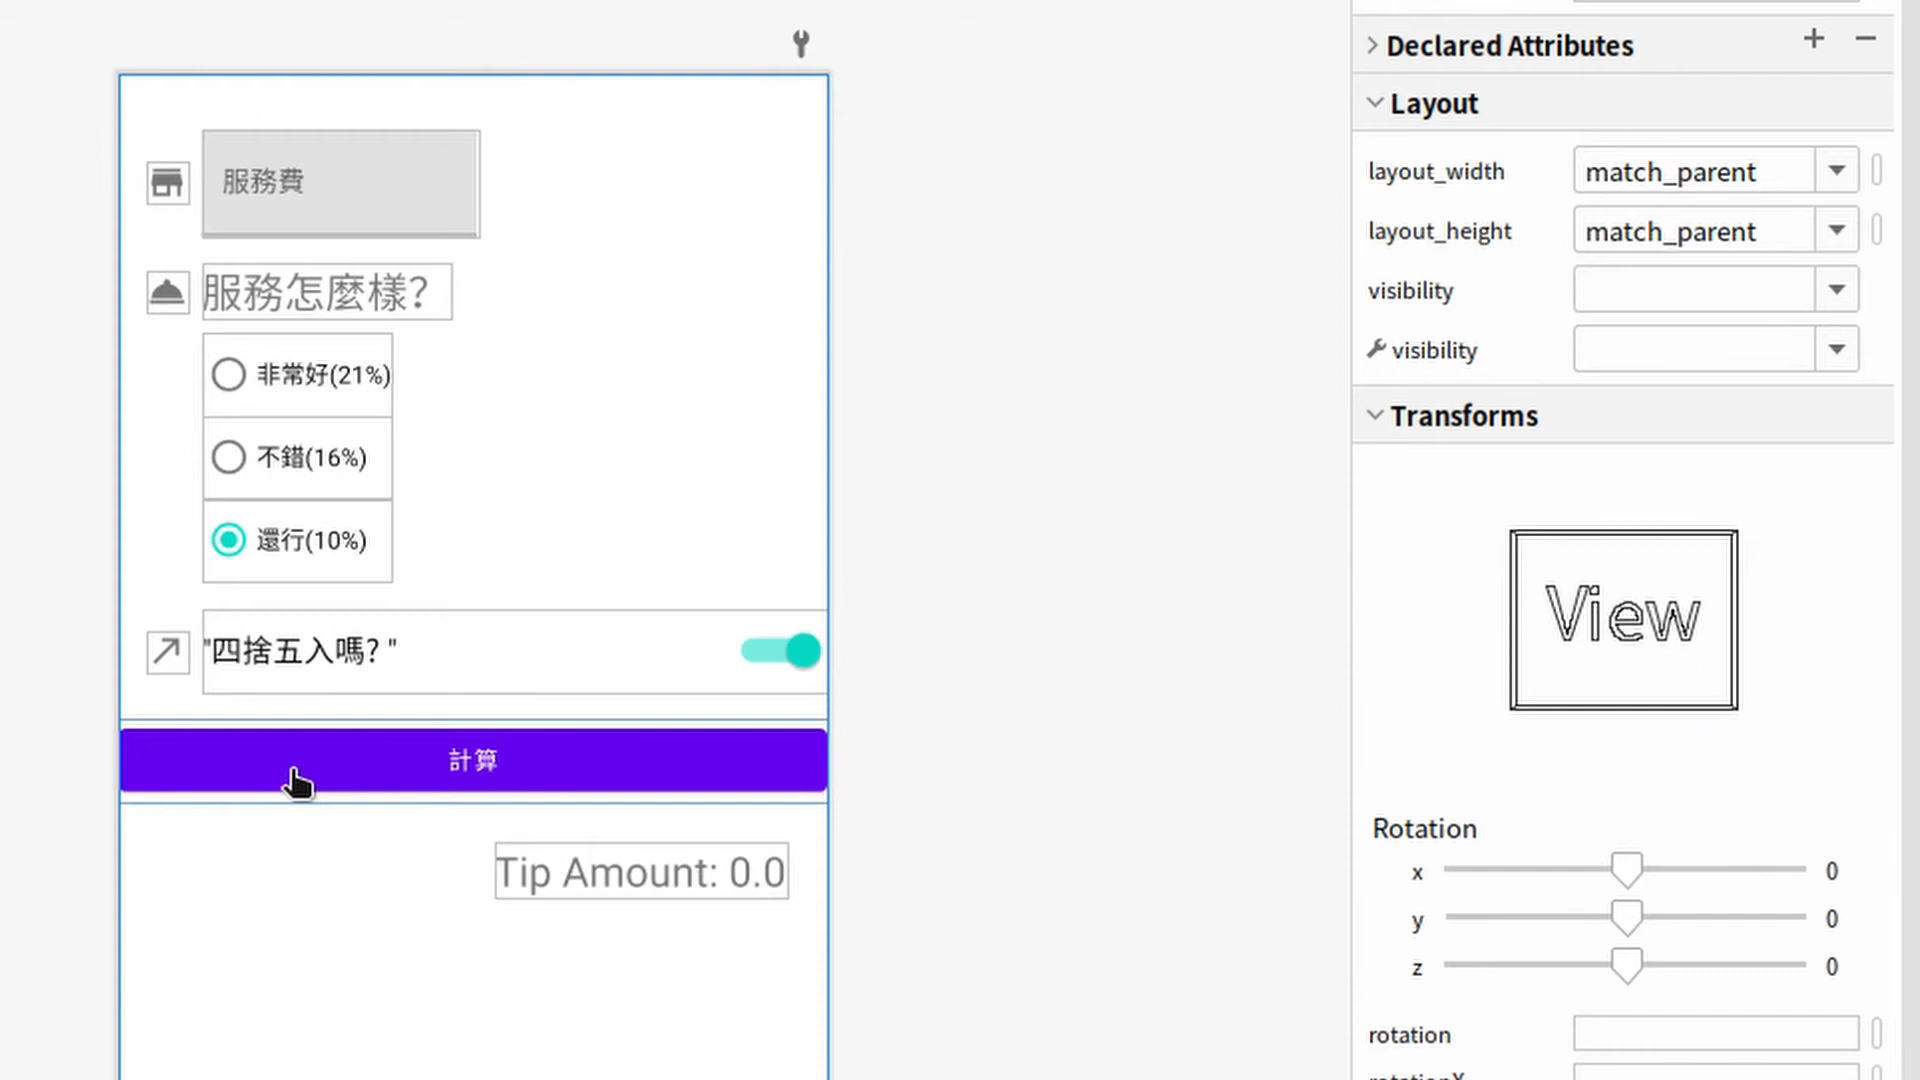 服務費
服務怎麼樣?
非常好(21%)
不錯(16%)
還行(10%)
"四捨五入嗎? "
計算
Tip Amount: 0.0
Declared Attributes
Layout
layout_width match_parent
layout_height match_parent
visibility
visibility
Transforms
View
Rotation
x 0
y 0
z 0
rotation
rotationX